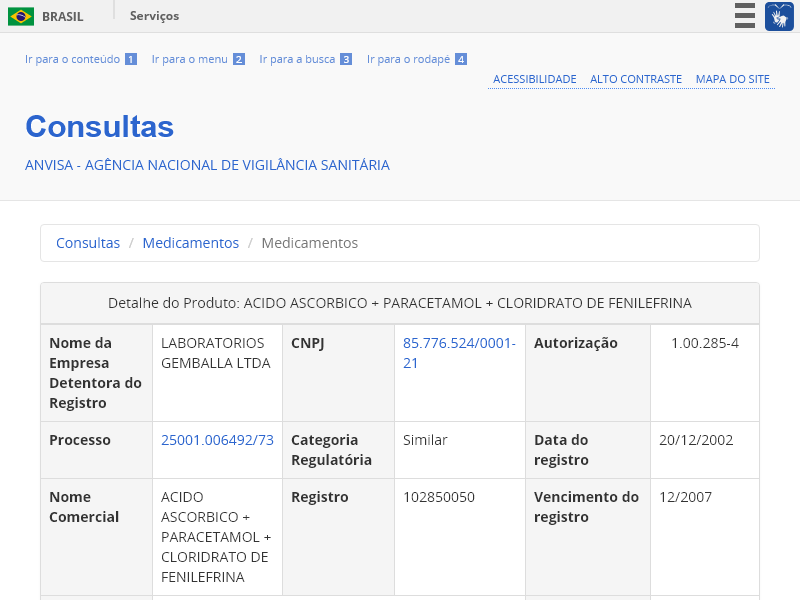 BRASIL Serviços
Ir para o conteúdo 1 Ir para o menu 2 Ir para a busca 3 Ir para o rodapé 4
ACESSIBILIDADE ALTO CONTRASTE MAPA DO SITE
Consultas
ANVISA - AGÊNCIA NACIONAL DE VIGILÂNCIA SANITÁRIA
Consultas / Medicamentos / Medicamentos
Detalhe do Produto: ACIDO ASCORBICO + PARACETAMOL + CLORIDRATO DE FENILEFRINA
Nome da
Empresa
Detentora do
Registro
LABORATORIOS
GEMBALLA LTDA
CNPJ
85.776.524/0001-
21
Autorização
1.00.285-4
Processo
25001.006492/73
Categoria
Regulatória
Similar
Data do
registro
20/12/2002
Nome
Comercial
ACIDO
ASCORBICO +
PARACETAMOL +
CLORIDRATO DE
FENILEFRINA
Registro
102850050
Vencimento do
registro
12/2007